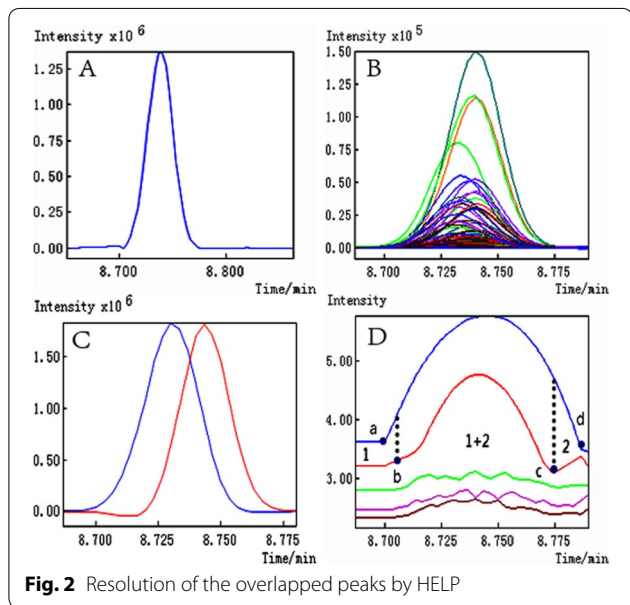 Intensity x10 6
A
1.25
1.00
0.75
0.50
0.25
0.00
8.700 8.800
Time/min
Intensity x10 5
B
1.50
1.25
1.00
0.75
0.50
0.25
0.00
8.700 8.725 8.750 8.775
Time/min
Intensity x10 6
C
1.50
1.00
0.50
0.00
8.700 8.725 8.750 8.775
Time/min
Intensity
D
5.00
4.00
3.00
a
1
b
1+2
c
2
d
8.700 8.725 8.750 8.775
Time/min
Fig. 2 Resolution of the overlapped peaks by HELP